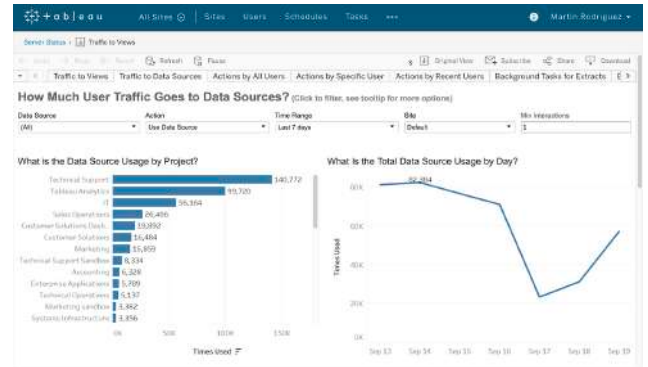 + a b | e a u
All Sites
Sites
Users
Schedules
Tasks
Martin Rodriguez
Server Status
Traffic to Views
Refresh
Pause
Original View
Subscribe
Share
Download
Traffic to Views
Traffic to Data Sources
Actions by All Users
Actions by Specific User
Actions by Recent Users
Background Tasks for Extracts
How Much User Traffic Goes to Data Sources? (Click to filter, see tooltip for more options)
Data Source
Action
Time Range
Site
Min Interactions
(All)
Use Data Source
Last 7 days
Default
1
What is the Data Source Usage by Project?
Technical Support 140,772
Tableau Analytics 99,720
IT 56,164
Sales Operations 26,406
Customer Solutions Dash... 19,892
Customer Solutions 16,484
Marketing 15,859
Technical Support Sandbox 8,334
Accounting 6,328
Enterprise Applications 5,789
Technical Operations 5,137
Marketing sandbox 3,382
Systems Infrastructure 3,356
0K 50K 100K 150K
Times Used
What is the Total Data Source Usage by Day?
Times Used
80K
60K
40K
20K
0K
Sep 13 Sep 14 Sep 15 Sep 16 Sep 17 Sep 18 Sep 19